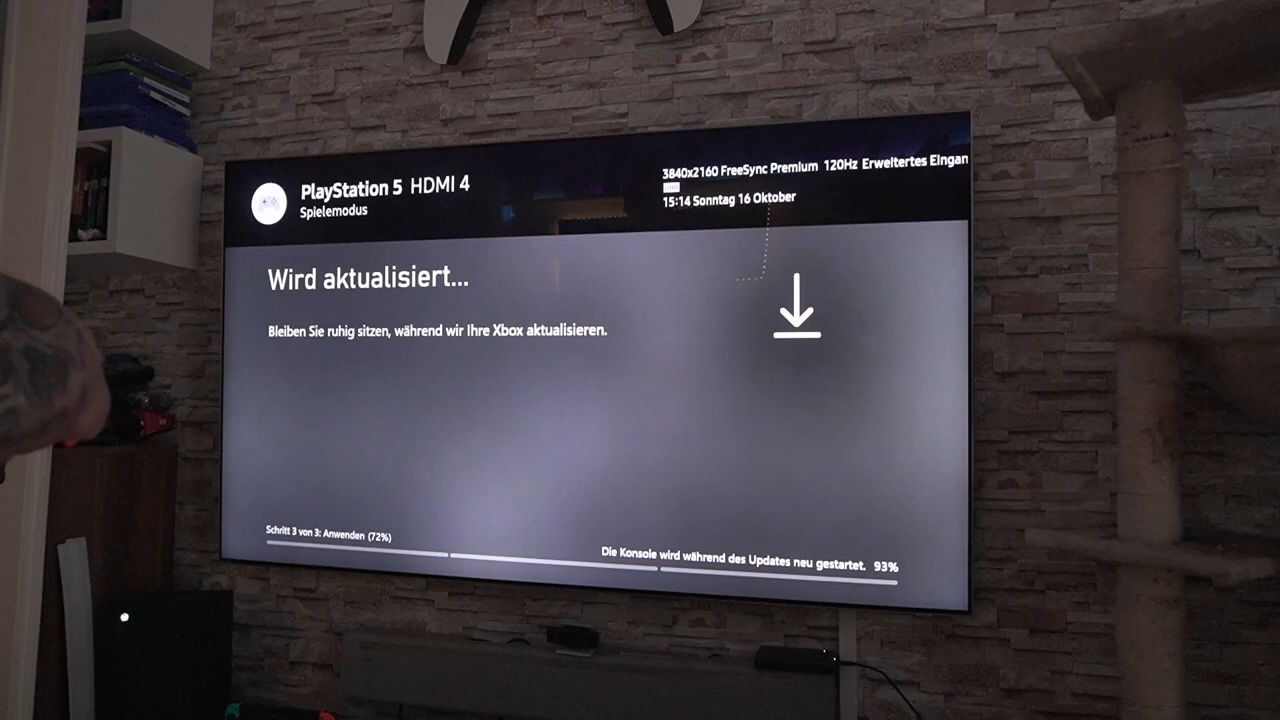 PlayStation 5 HDMI 4
Spielemodus
3840x2160 FreeSync Premium 120Hz Erweitertes Eingan
15:14 Sonntag 16 Oktober
Wird aktualisiert...
Bleiben Sie ruhig sitzen, während wir Ihre Xbox aktualisieren.
Schritt 3 von 3: Anwenden (72%)
Die Konsole wird während des Updates neu gestartet. 93%